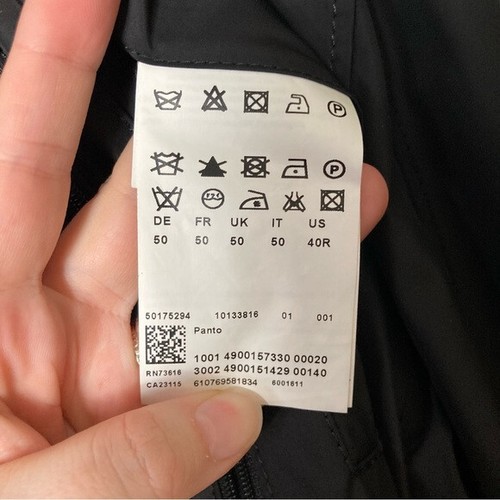 P
P
DE FR UK IT US
50 50 50 50 40R
50175294 10133816 01 001
Panto
1001 4900157330 00020
RN73616 3002 4900151429 00140
CA23115 610769581834 6001611